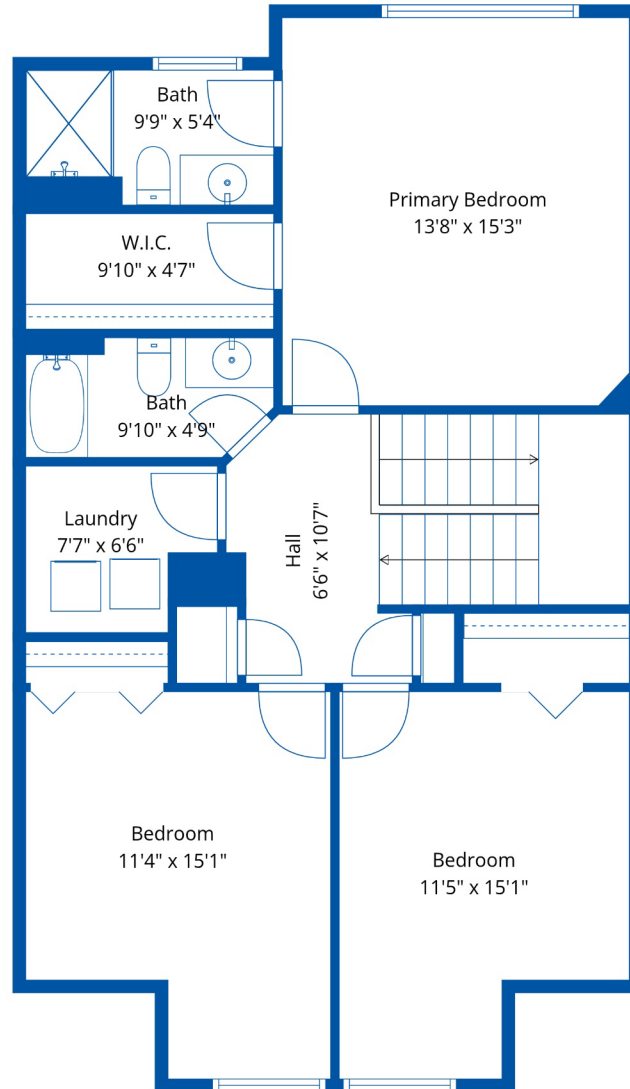 Bath
9'9" x 5'4"
Primary Bedroom
13'8" x 15'3"
W.I.C.
9'10" x 4'7"
Bath
9'10" x 4'9"
Laundry
7'7" x 6'6"
Hall
6'6" x 10'7"
Bedroom
11'4" x 15'1"
Bedroom
11'5" x 15'1"